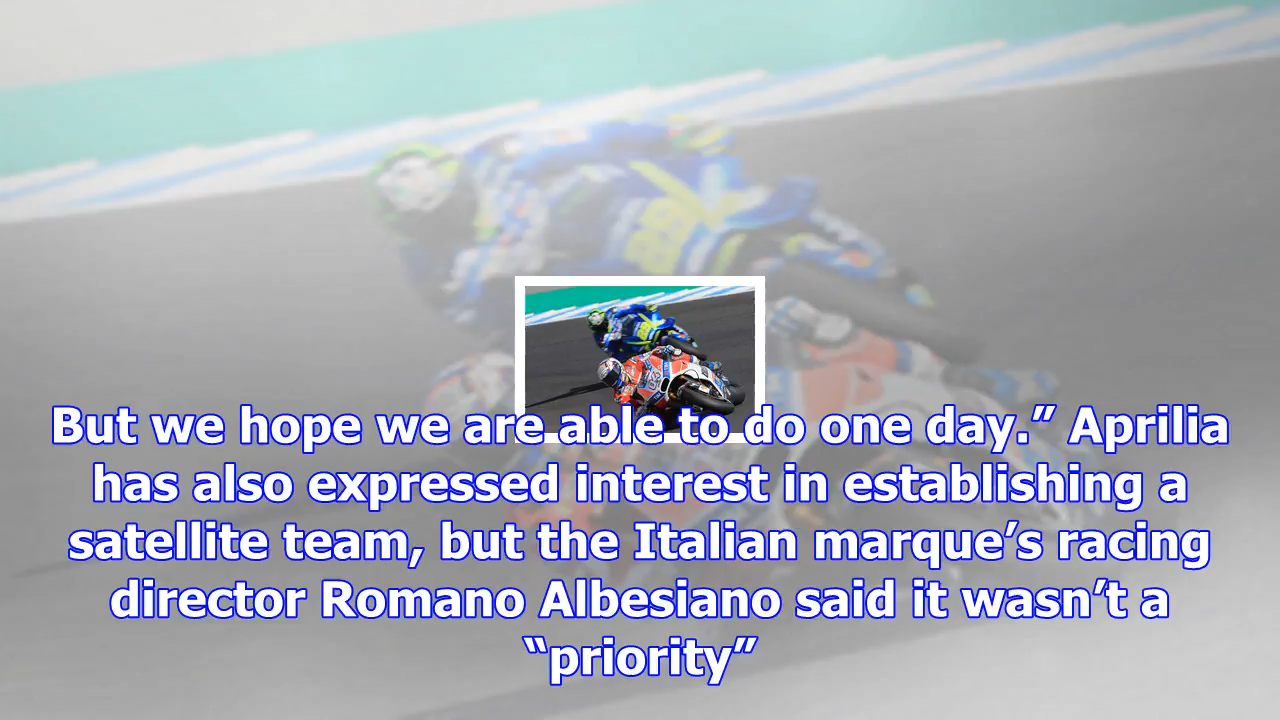 But we hope we are able to do one day.” Aprilia
has also expressed interest in establishing a
satellite team, but the Italian marque’s racing
director Romano Albesiano said it wasn’t a
“priority”